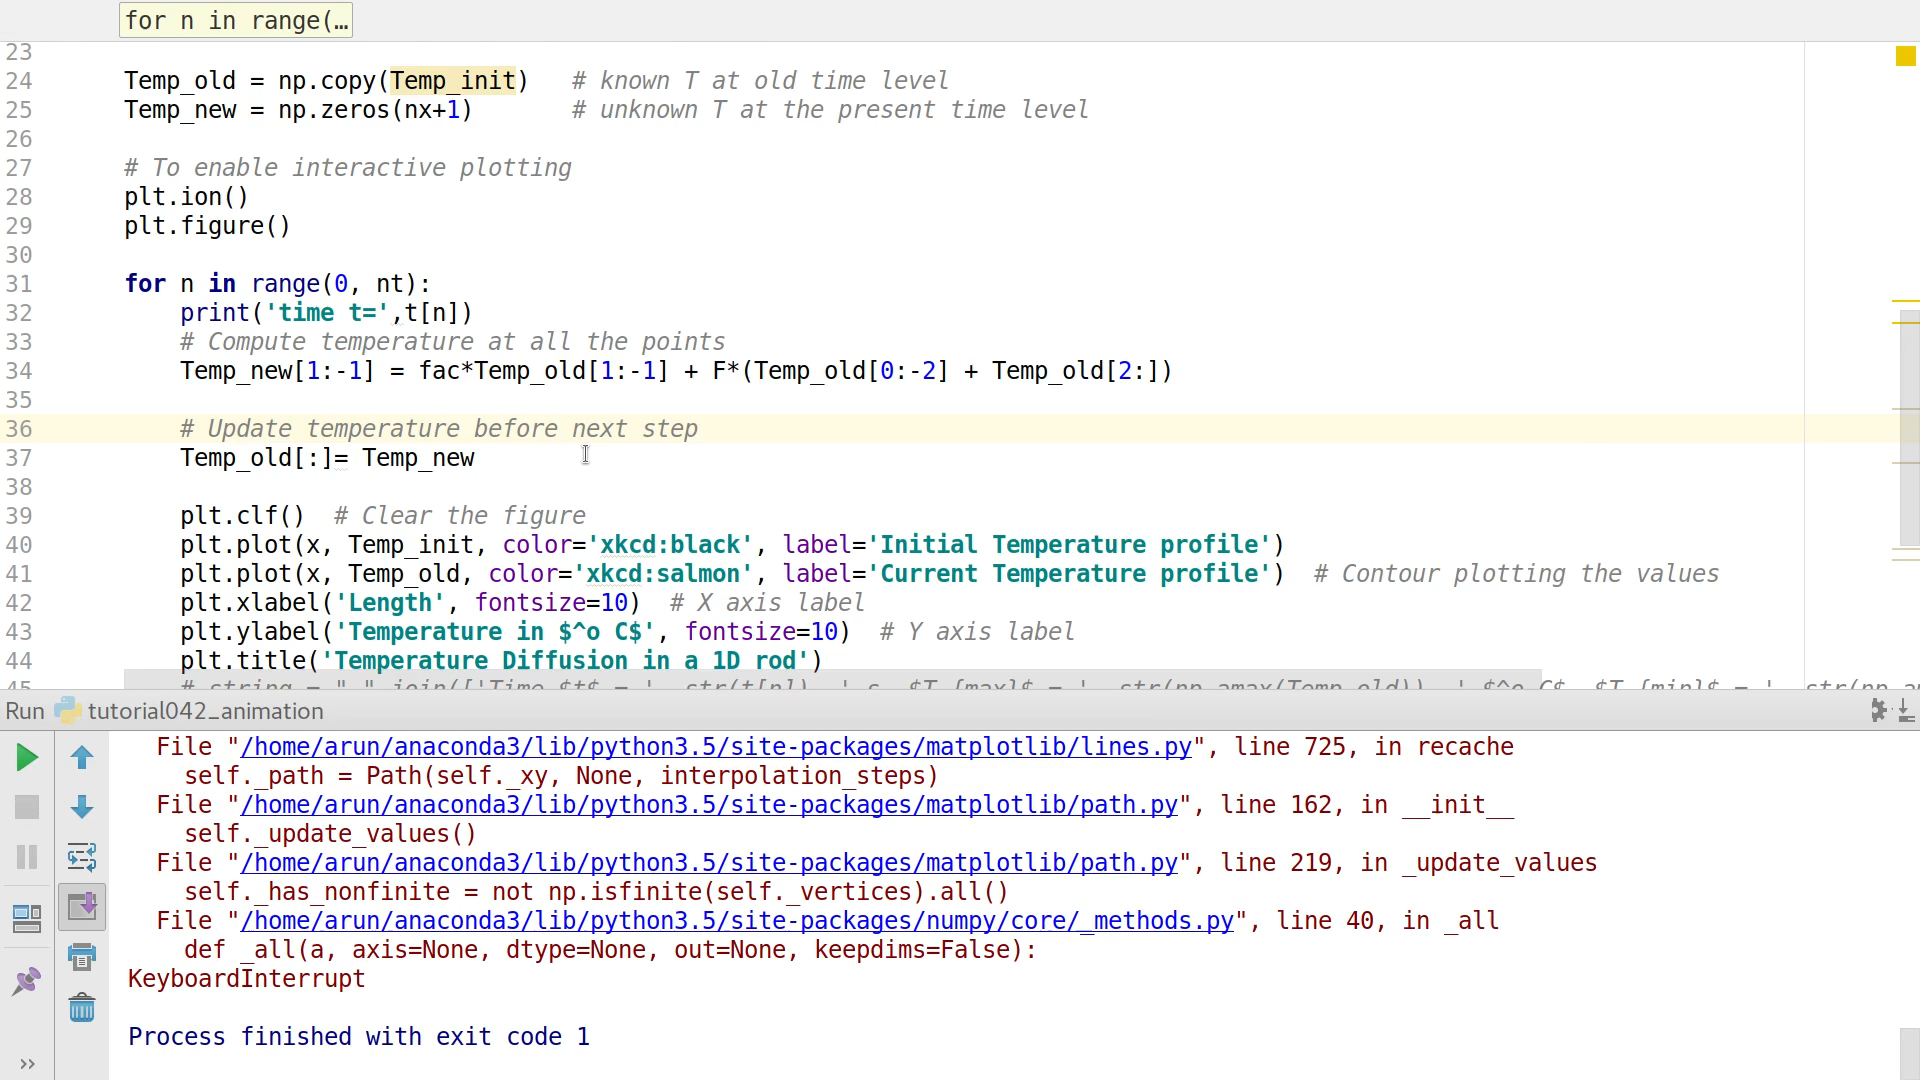 for n in range(…
23
24 Temp_old = np.copy(Temp_init)   # known T at old time level
25 Temp_new = np.zeros(nx+1)       # unknown T at the present time level
26
27 # To enable interactive plotting
28 plt.ion()
29 plt.figure()
30
31 for n in range(0, nt):
32     print('time t=',t[n])
33     # Compute temperature at all the points
34     Temp_new[1:-1] = fac*Temp_old[1:-1] + F*(Temp_old[0:-2] + Temp_old[2:])
35
36     # Update temperature before next step
37     Temp_old[:]= Temp_new
38
39     plt.clf()  # Clear the figure
40     plt.plot(x, Temp_init, color='xkcd:black', label='Initial Temperature profile')
41     plt.plot(x, Temp_old, color='xkcd:salmon', label='Current Temperature profile')  # Contour plotting the values
42     plt.xlabel('Length', fontsize=10)  # X axis label
43     plt.ylabel('Temperature in $^o C$', fontsize=10)  # Y axis label
44     plt.title('Temperature Diffusion in a 1D rod')
45
Run tutorial042_animation
File "/home/arun/anaconda3/lib/python3.5/site-packages/matplotlib/lines.py", line 725, in recache
self._path = Path(self._xy, None, interpolation_steps)
File "/home/arun/anaconda3/lib/python3.5/site-packages/matplotlib/path.py", line 162, in __init__
self._update_values()
File "/home/arun/anaconda3/lib/python3.5/site-packages/matplotlib/path.py", line 219, in _update_values
self._has_nonfinite = not np.isfinite(self._vertices).all()
File "/home/arun/anaconda3/lib/python3.5/site-packages/numpy/core/_methods.py", line 40, in _all
def _all(a, axis=None, dtype=None, out=None, keepdims=False):
KeyboardInterrupt
Process finished with exit code 1